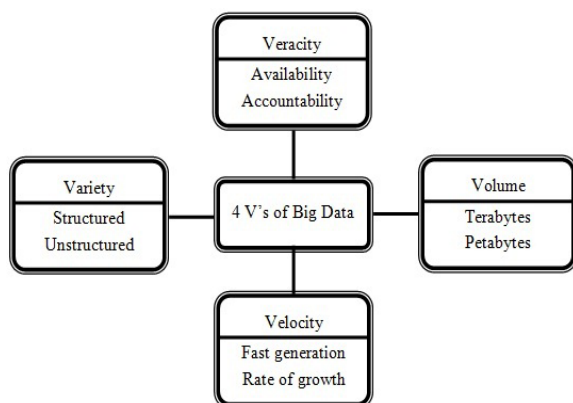 Veracity
Availability
Accountability
Variety
Structured
Unstructured
4 V's of Big Data
Volume
Terabytes
Petabytes
Velocity
Fast generation
Rate of growth